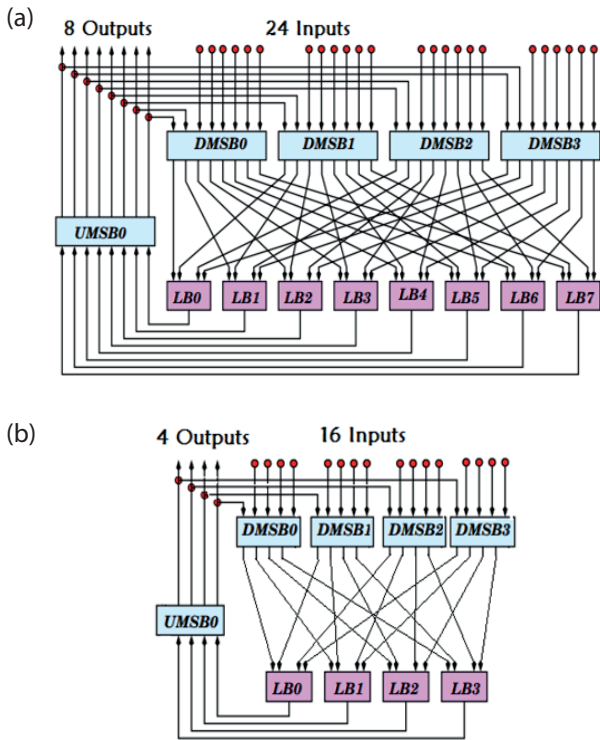 (a)
8 Outputs 24 Inputs
DMSB0 DMSB1 DMSB2 DMSB3
UMSB0
LB0 LB1 LB2 LB3 LB4 LB5 LB6 LB7
(b)
4 Outputs 16 Inputs
DMSB0 DMSB1 DMSB2 DMSB3
UMSB0
LB0 LB1 LB2 LB3